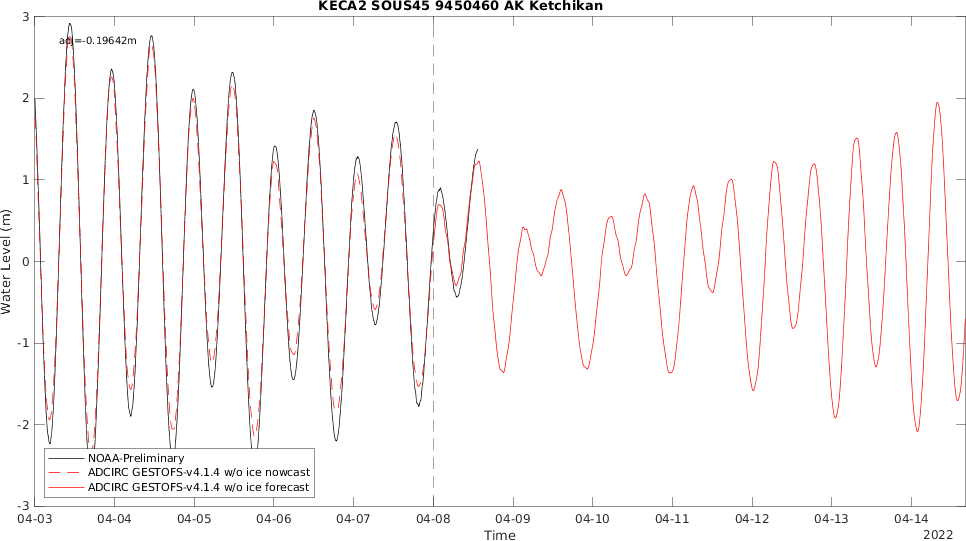 KECA2 SOUS45 9450460 AK Ketchikan
3
adj=-0.19642m
2
1
0
-1
-2
-3
Water Level (m)
NOAA-Preliminary
ADCIRC GESTOFS-v4.1.4 w/o ice nowcast
ADCIRC GESTOFS-v4.1.4 w/o ice forecast
04-03 04-04 04-05 04-06 04-07 04-08 04-09 04-10 04-11 04-12 04-13 04-14
Time
2022